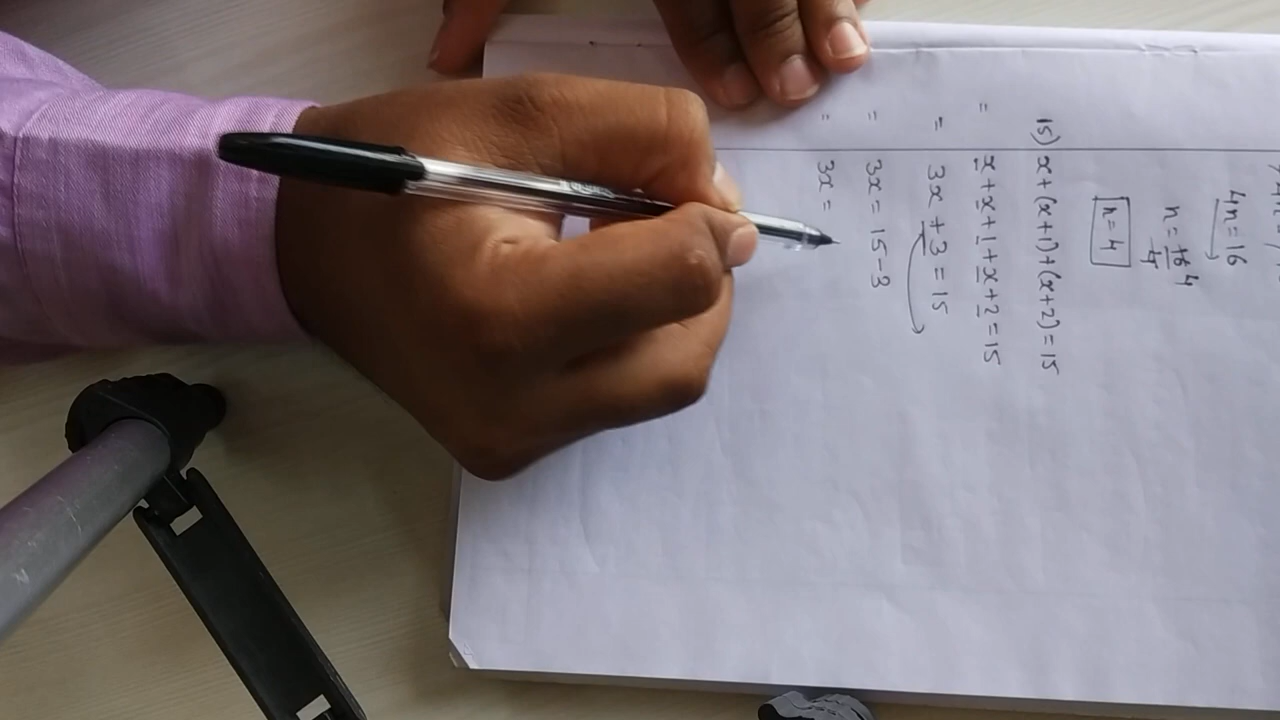 4n = 16
n = 16 4
4
n = 4
15) x + (x+1) + (x+2) = 15
= x + x + 1 + x + 2 = 15
= 3x + 3 = 15
= 3x = 15 - 3
= 3x =